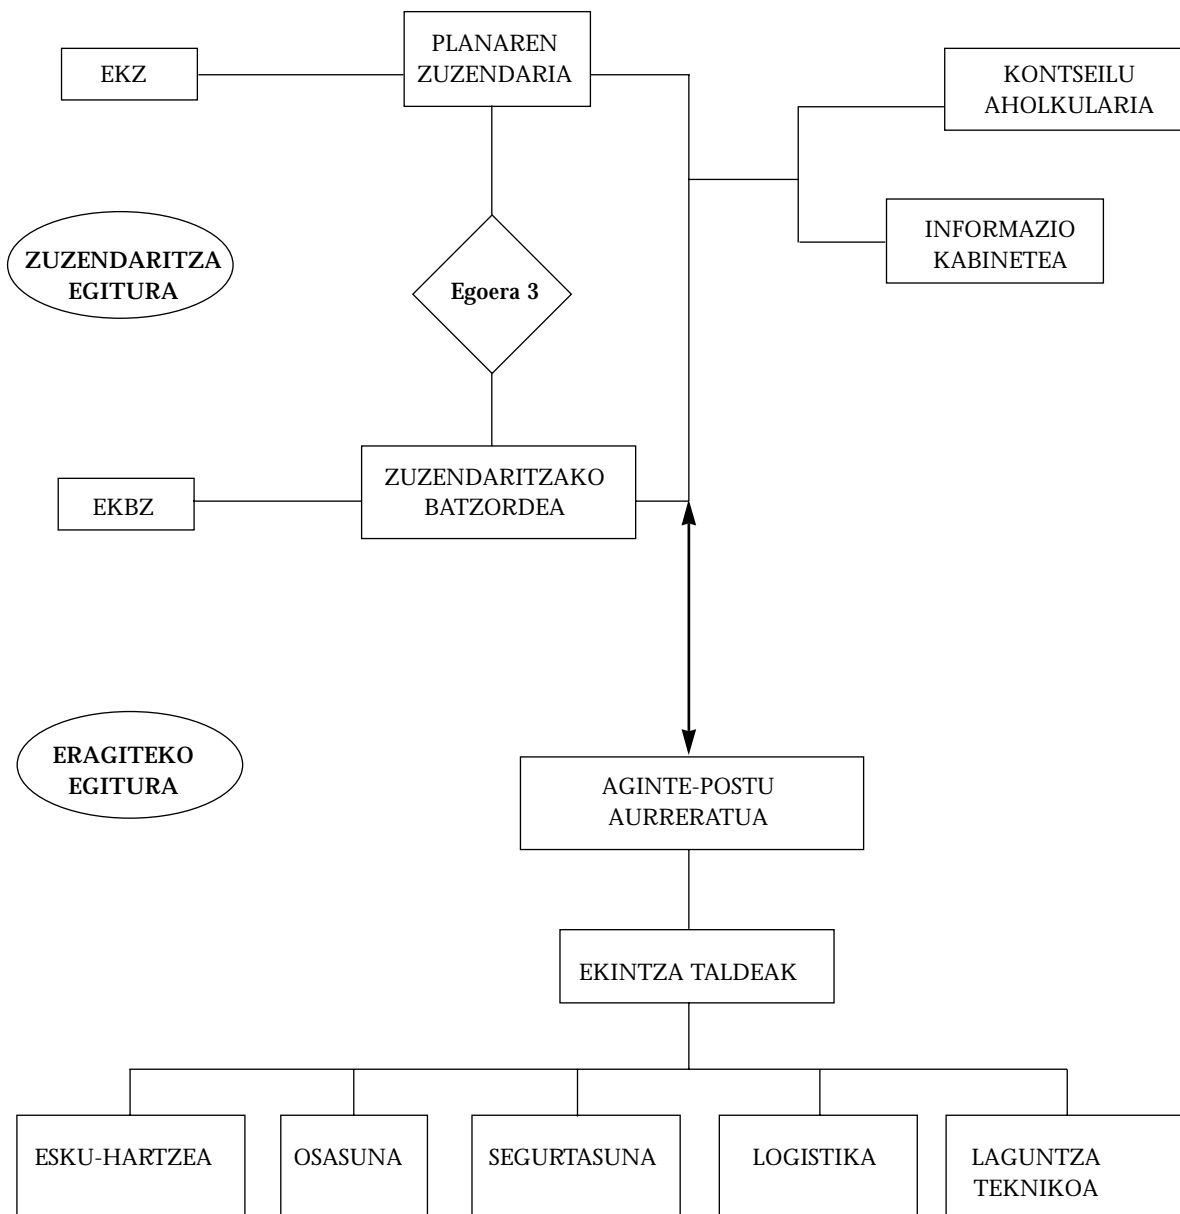 PLANAREN
ZUZENDARIA
EKZ
KONTSEILU
AHOLKULARIA
INFORMAZIO
KABINETEA
ZUZENDARITZA
EGITURA
Egoera 3
ZUZENDARITZAKO
BATZORDEA
EKBZ
ERAGITEKO
EGITURA
AGINTE-POSTU
AURRERATUA
EKINTZA TALDEAK
ESKU-HARTZEA
OSASUNA
SEGURTASUNA
LOGISTIKA
LAGUNTZA
TEKNIKOA